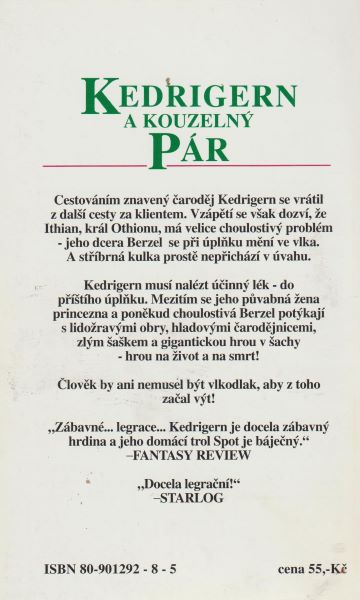 KEDRIGERN
A KOUZELNÝ
PÁR
Cestováním znavený čaroděj Kedrigern se vrátil
z další cesty za klientem. Vzápětí se však dozví, že
Ithian, král Othionu, má velice choulostivý problém
- jeho dcera Berzel se při úplňku mění ve vlka.
A stříbrná kulka prostě nepřichází v úvahu.
Kedrigern musí nalézt účinný lék - do
příštího úplňku. Mezitím se jeho půvabná žena
princezna a poněkud choulostivá Berzel potýkají
s lidožravými obry, hladovými čarodějnicemi,
zlým šaškem a gigantickou hrou v šachy
- hrou na život a na smrt!
Člověk by ani nemusel být vlkodlak, aby z toho
začal výt!
„Zábavné... legrace... Kedrigern je docela zábavný
hrdina a jeho domácí trol Spot je báječný.“
–FANTASY REVIEW
„Docela legrační!“
–STARLOG
ISBN 80-901292 - 8 - 5 cena 55,-Kč